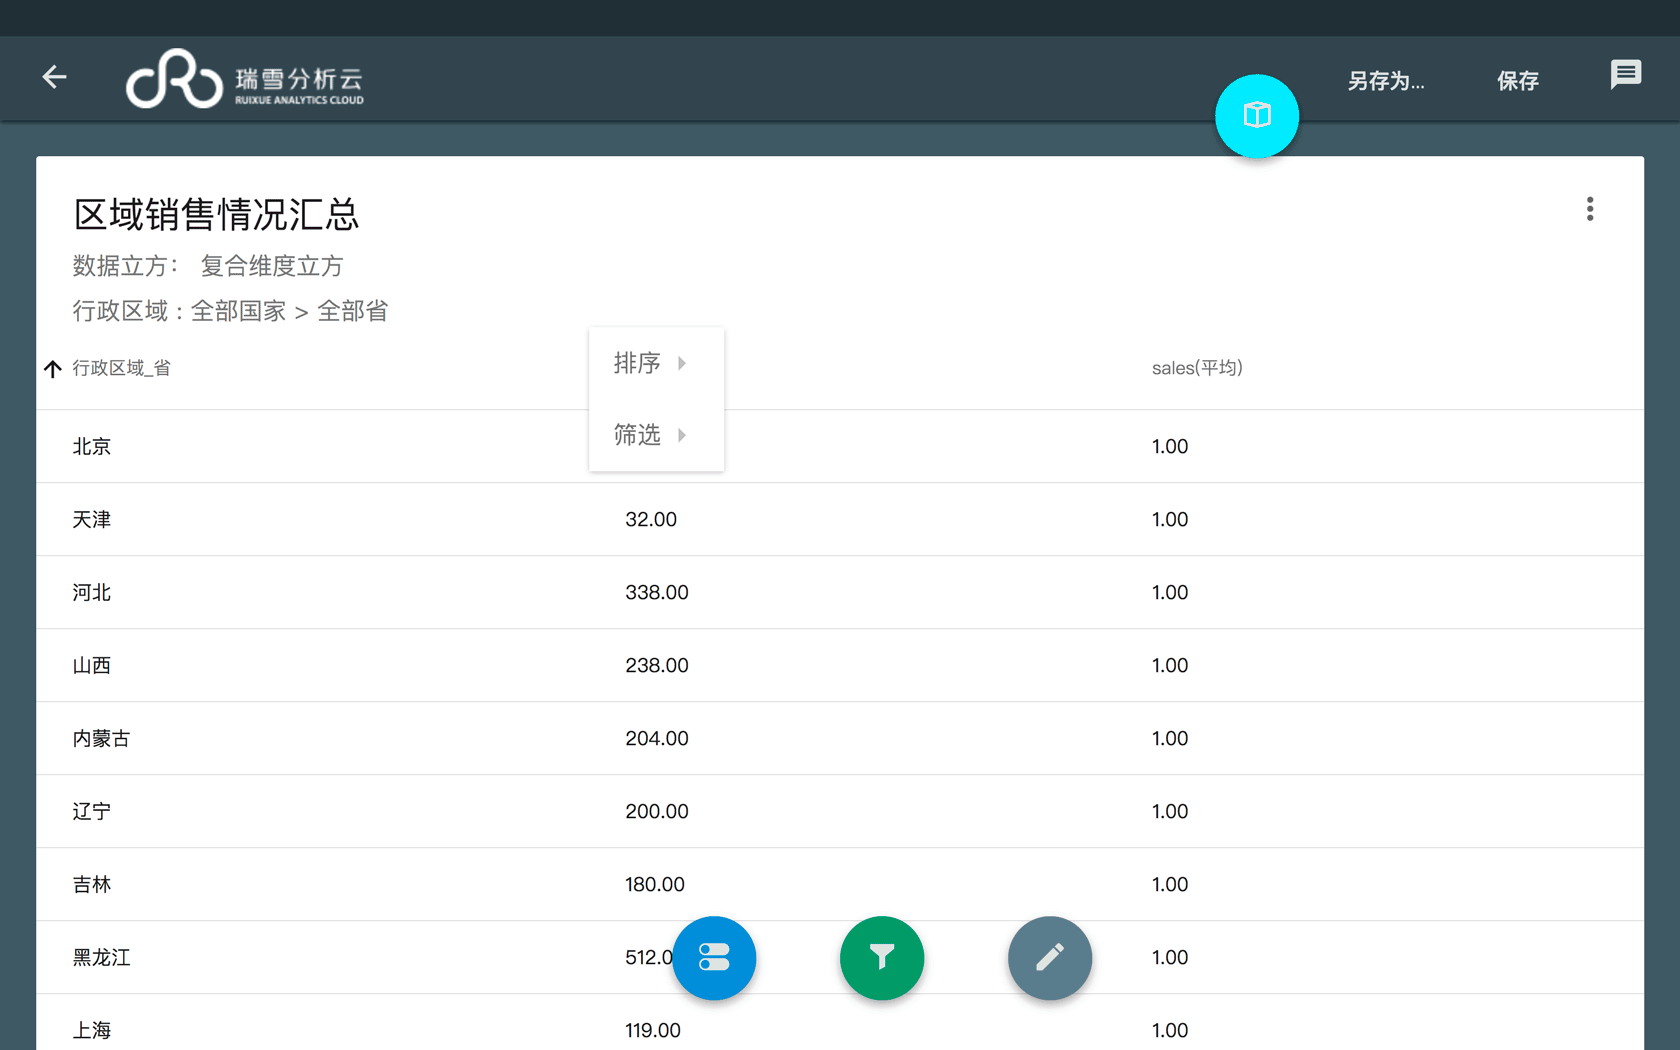 瑞雪分析云
RUIXUE ANALYTICS CLOUD
另存为...
保存
区域销售情况汇总
数据立方： 复合维度立方
行政区域 : 全部国家 > 全部省
行政区域_省
sales(平均)
排序
筛选
北京 1.00
天津 32.00 1.00
河北 338.00 1.00
山西 238.00 1.00
内蒙古 204.00 1.00
辽宁 200.00 1.00
吉林 180.00 1.00
黑龙江 512.0 1.00
上海 119.00 1.00